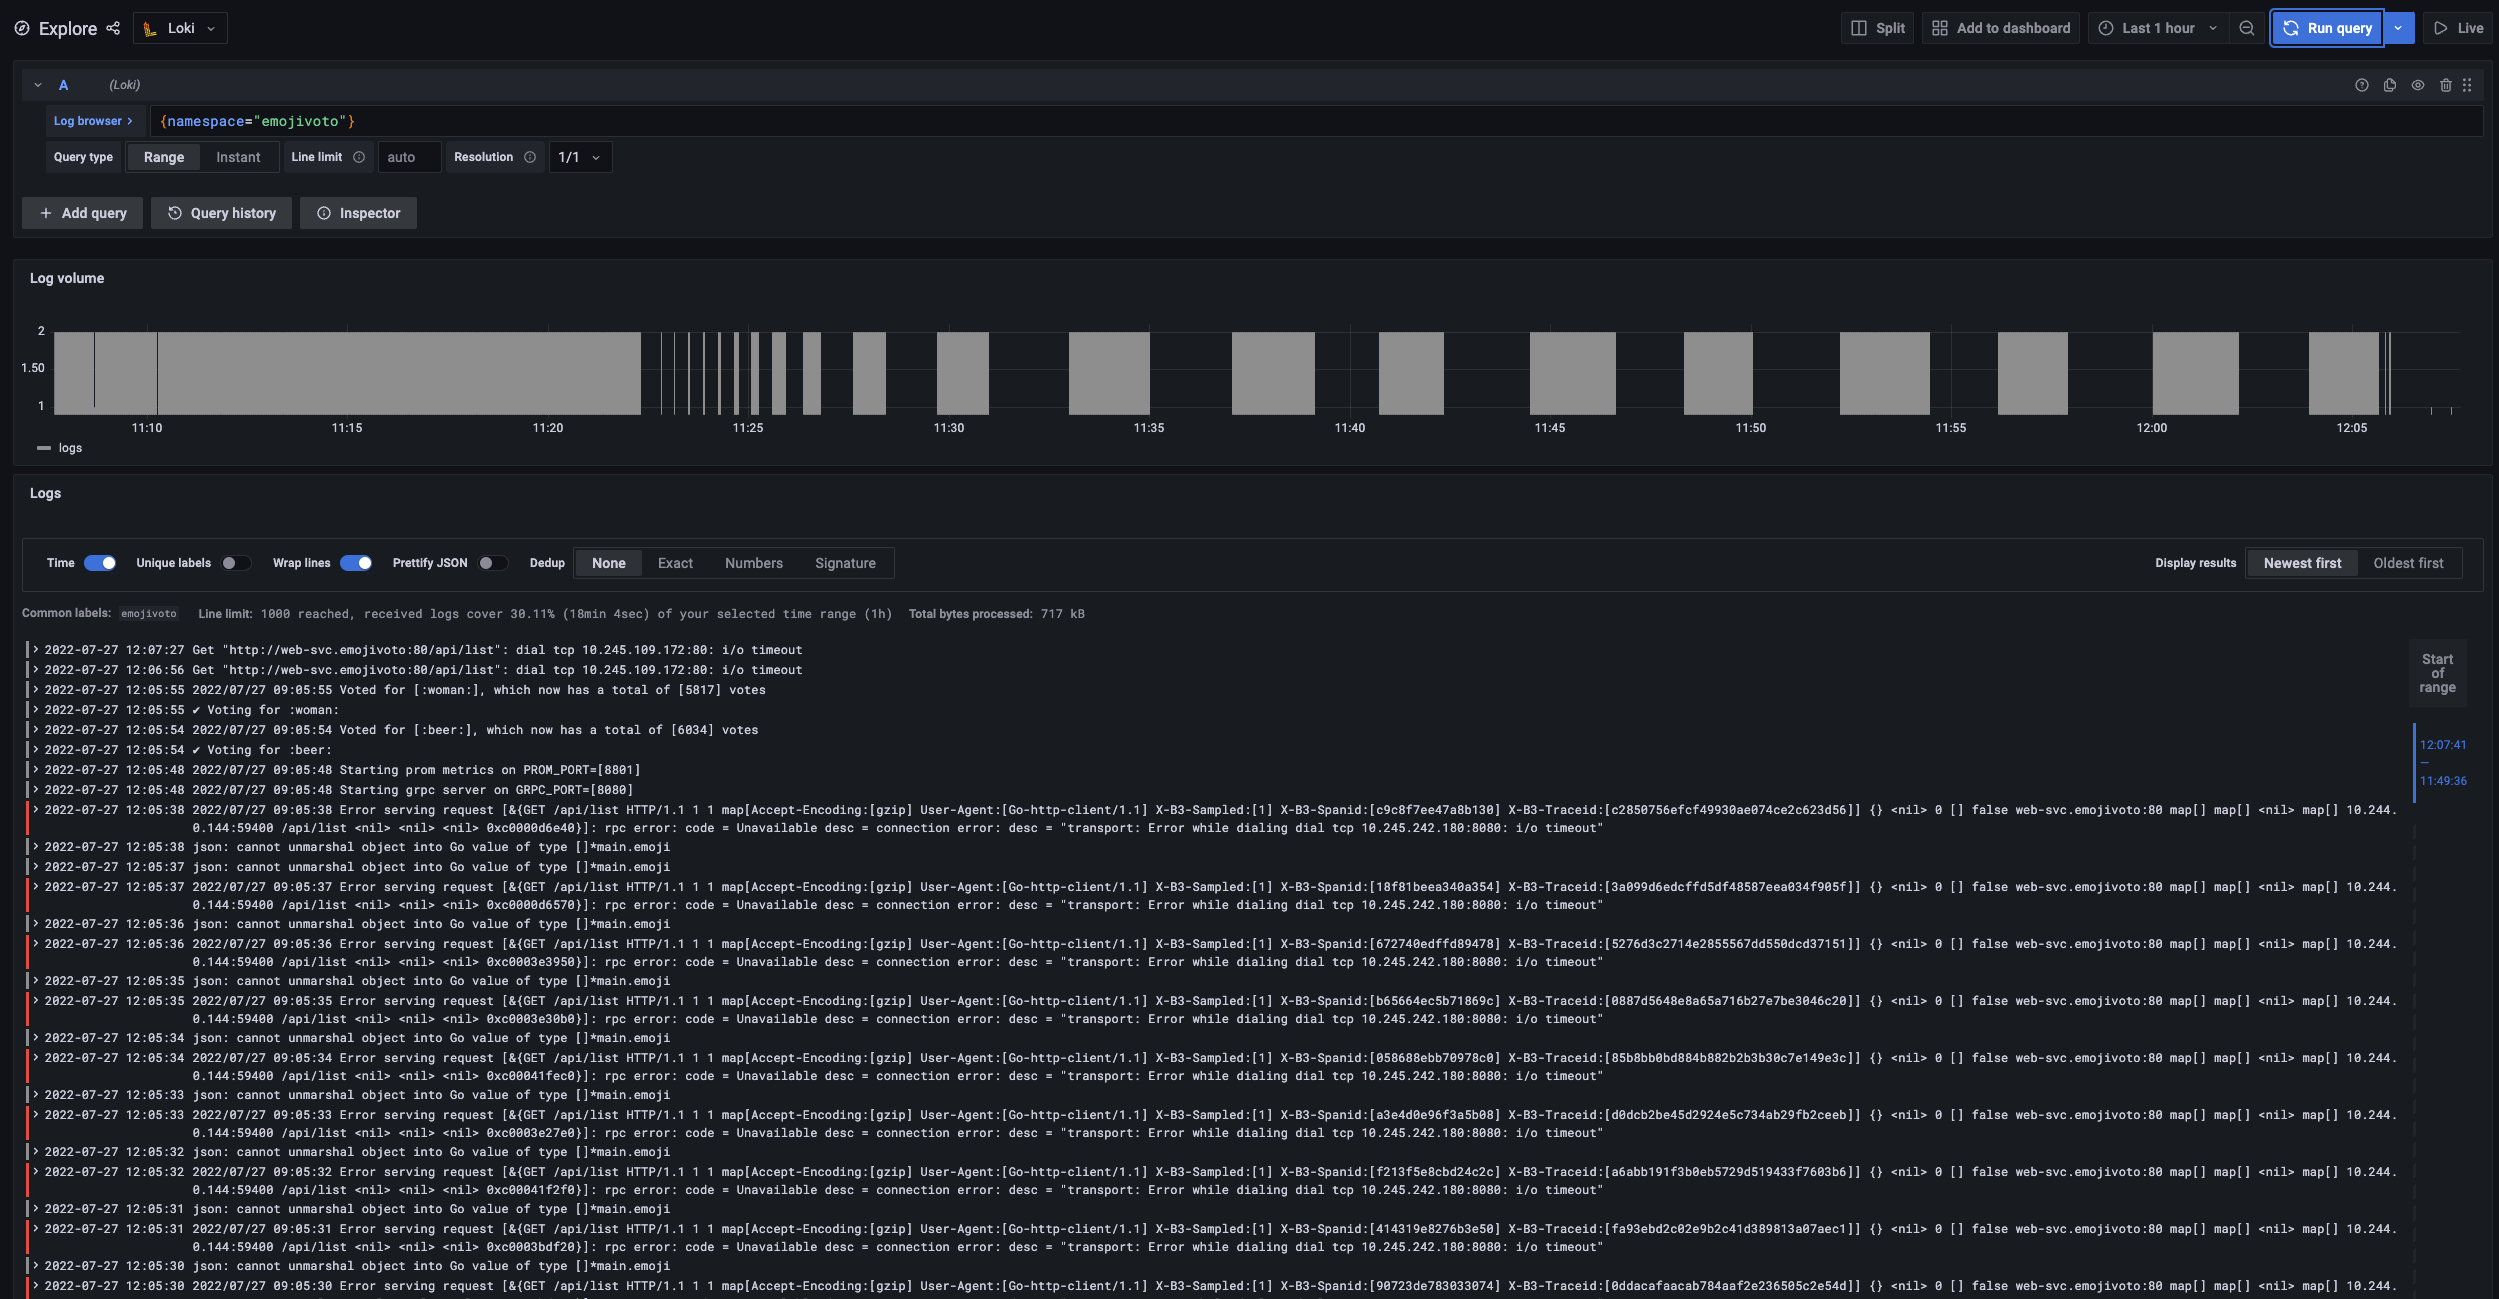 Explore Loki Split Add to dashboard Last 1 hour Run query Live
A (Loki)
Log browser > {namespace="emojivoto"}
Query type Range Instant Line limit auto Resolution 1/1
+ Add query Query history Inspector
Log volume
2
1.50
1
11:10 11:15 11:20 11:25 11:30 11:35 11:40 11:45 11:50 11:55 12:00 12:05
logs
Logs
Time Unique labels Wrap lines Prettify JSON Dedup None Exact Numbers Signature Display results Newest first Oldest first
Common labels: emojivoto Line limit: 1000 reached, received logs cover 30.11% (18min 4sec) of your selected time range (1h) Total bytes processed: 717 kB
> 2022-07-27 12:07:27 Get "http://web-svc.emojivoto:80/api/list": dial tcp 10.245.109.172:80: i/o timeout
> 2022-07-27 12:06:56 Get "http://web-svc.emojivoto:80/api/list": dial tcp 10.245.109.172:80: i/o timeout
> 2022-07-27 12:05:55 2022/07/27 09:05:55 Voted for [:woman:], which now has a total of [5817] votes
> 2022-07-27 12:05:55 ✔ Voting for :woman:
> 2022-07-27 12:05:54 2022/07/27 09:05:54 Voted for [:beer:], which now has a total of [6034] votes
> 2022-07-27 12:05:54 ✔ Voting for :beer:
> 2022-07-27 12:05:48 2022/07/27 09:05:48 Starting prom metrics on PROM_PORT=[8801]
> 2022-07-27 12:05:48 2022/07/27 09:05:48 Starting grpc server on GRPC_PORT=[8080]
> 2022-07-27 12:05:38 2022/07/27 09:05:38 Error serving request [&{GET /api/list HTTP/1.1 1 1 map[Accept-Encoding:[gzip] User-Agent:[Go-http-client/1.1] X-B3-Sampled:[1] X-B3-Spanid:[c9c8f7ee47a8b130] X-B3-Traceid:[c2850756efcf49930ae074ce2c623d56]] {} <nil> 0 [] false web-svc.emojivoto:80 map[] map[] <nil> map[] 10.244.
0.144:59400 /api/list <nil> <nil> <nil> 0xc0000d6e40}]: rpc error: code = Unavailable desc = connection error: desc = "transport: Error while dialing dial tcp 10.245.242.180:8080: i/o timeout"
> 2022-07-27 12:05:38 json: cannot unmarshal object into Go value of type []*main.emoji
> 2022-07-27 12:05:37 json: cannot unmarshal object into Go value of type []*main.emoji
> 2022-07-27 12:05:37 2022/07/27 09:05:37 Error serving request [&{GET /api/list HTTP/1.1 1 1 map[Accept-Encoding:[gzip] User-Agent:[Go-http-client/1.1] X-B3-Sampled:[1] X-B3-Spanid:[18f81beea340a354] X-B3-Traceid:[3a099d6edcffd5df48587eea034f905f]] {} <nil> 0 [] false web-svc.emojivoto:80 map[] map[] <nil> map[] 10.244.
0.144:59400 /api/list <nil> <nil> <nil> 0xc0000d6570}]: rpc error: code = Unavailable desc = connection error: desc = "transport: Error while dialing dial tcp 10.245.242.180:8080: i/o timeout"
> 2022-07-27 12:05:36 json: cannot unmarshal object into Go value of type []*main.emoji
> 2022-07-27 12:05:36 2022/07/27 09:05:36 Error serving request [&{GET /api/list HTTP/1.1 1 1 map[Accept-Encoding:[gzip] User-Agent:[Go-http-client/1.1] X-B3-Sampled:[1] X-B3-Spanid:[672740edffd89478] X-B3-Traceid:[5276d3c2714e2855567dd550dcd37151]] {} <nil> 0 [] false web-svc.emojivoto:80 map[] map[] <nil> map[] 10.244.
0.144:59400 /api/list <nil> <nil> <nil> 0xc0003e3950}]: rpc error: code = Unavailable desc = connection error: desc = "transport: Error while dialing dial tcp 10.245.242.180:8080: i/o timeout"
> 2022-07-27 12:05:35 json: cannot unmarshal object into Go value of type []*main.emoji
> 2022-07-27 12:05:35 2022/07/27 09:05:35 Error serving request [&{GET /api/list HTTP/1.1 1 1 map[Accept-Encoding:[gzip] User-Agent:[Go-http-client/1.1] X-B3-Sampled:[1] X-B3-Spanid:[b65664ec5b71869c] X-B3-Traceid:[0887d5648e8a65a716b27e7be3046c20]] {} <nil> 0 [] false web-svc.emojivoto:80 map[] map[] <nil> map[] 10.244.
0.144:59400 /api/list <nil> <nil> <nil> 0xc0003e30b0}]: rpc error: code = Unavailable desc = connection error: desc = "transport: Error while dialing dial tcp 10.245.242.180:8080: i/o timeout"
> 2022-07-27 12:05:34 json: cannot unmarshal object into Go value of type []*main.emoji
> 2022-07-27 12:05:34 2022/07/27 09:05:34 Error serving request [&{GET /api/list HTTP/1.1 1 1 map[Accept-Encoding:[gzip] User-Agent:[Go-http-client/1.1] X-B3-Sampled:[1] X-B3-Spanid:[058688ebb70978c0] X-B3-Traceid:[85b8bb0bd884b882b2b3b30c7e149e3c]] {} <nil> 0 [] false web-svc.emojivoto:80 map[] map[] <nil> map[] 10.244.
0.144:59400 /api/list <nil> <nil> <nil> 0xc00041fec0}]: rpc error: code = Unavailable desc = connection error: desc = "transport: Error while dialing dial tcp 10.245.242.180:8080: i/o timeout"
> 2022-07-27 12:05:33 json: cannot unmarshal object into Go value of type []*main.emoji
> 2022-07-27 12:05:33 2022/07/27 09:05:33 Error serving request [&{GET /api/list HTTP/1.1 1 1 map[Accept-Encoding:[gzip] User-Agent:[Go-http-client/1.1] X-B3-Sampled:[1] X-B3-Spanid:[a3e4d0e96f3a5b08] X-B3-Traceid:[d0dcb2be45d2924e5c734ab29fb2ceeb]] {} <nil> 0 [] false web-svc.emojivoto:80 map[] map[] <nil> map[] 10.244.
0.144:59400 /api/list <nil> <nil> <nil> 0xc0003e27e0}]: rpc error: code = Unavailable desc = connection error: desc = "transport: Error while dialing dial tcp 10.245.242.180:8080: i/o timeout"
> 2022-07-27 12:05:32 json: cannot unmarshal object into Go value of type []*main.emoji
> 2022-07-27 12:05:32 2022/07/27 09:05:32 Error serving request [&{GET /api/list HTTP/1.1 1 1 map[Accept-Encoding:[gzip] User-Agent:[Go-http-client/1.1] X-B3-Sampled:[1] X-B3-Spanid:[f213f5e8cbd24c2c] X-B3-Traceid:[a6abb191f3b0eb5729d519433f7603b6]] {} <nil> 0 [] false web-svc.emojivoto:80 map[] map[] <nil> map[] 10.244.
0.144:59400 /api/list <nil> <nil> <nil> 0xc00041f2f0}]: rpc error: code = Unavailable desc = connection error: desc = "transport: Error while dialing dial tcp 10.245.242.180:8080: i/o timeout"
> 2022-07-27 12:05:31 json: cannot unmarshal object into Go value of type []*main.emoji
> 2022-07-27 12:05:31 2022/07/27 09:05:31 Error serving request [&{GET /api/list HTTP/1.1 1 1 map[Accept-Encoding:[gzip] User-Agent:[Go-http-client/1.1] X-B3-Sampled:[1] X-B3-Spanid:[414319e8276b3e50] X-B3-Traceid:[fa93ebd2c02e9b2c41d389813a07aec1]] {} <nil> 0 [] false web-svc.emojivoto:80 map[] map[] <nil> map[] 10.244.
0.144:59400 /api/list <nil> <nil> <nil> 0xc0003bdf20}]: rpc error: code = Unavailable desc = connection error: desc = "transport: Error while dialing dial tcp 10.245.242.180:8080: i/o timeout"
> 2022-07-27 12:05:30 json: cannot unmarshal object into Go value of type []*main.emoji
> 2022-07-27 12:05:30 2022/07/27 09:05:30 Error serving request [&{GET /api/list HTTP/1.1 1 1 map[Accept-Encoding:[gzip] User-Agent:[Go-http-client/1.1] X-B3-Sampled:[1] X-B3-Spanid:[90723de783033074] X-B3-Traceid:[0ddacafaacab784aaf2e236505c2e54d]] {} <nil> 0 [] false web-svc.emojivoto:80 map[] map[] <nil> map[] 10.244.
Start
of
range
12:07:41
—
11:49:36